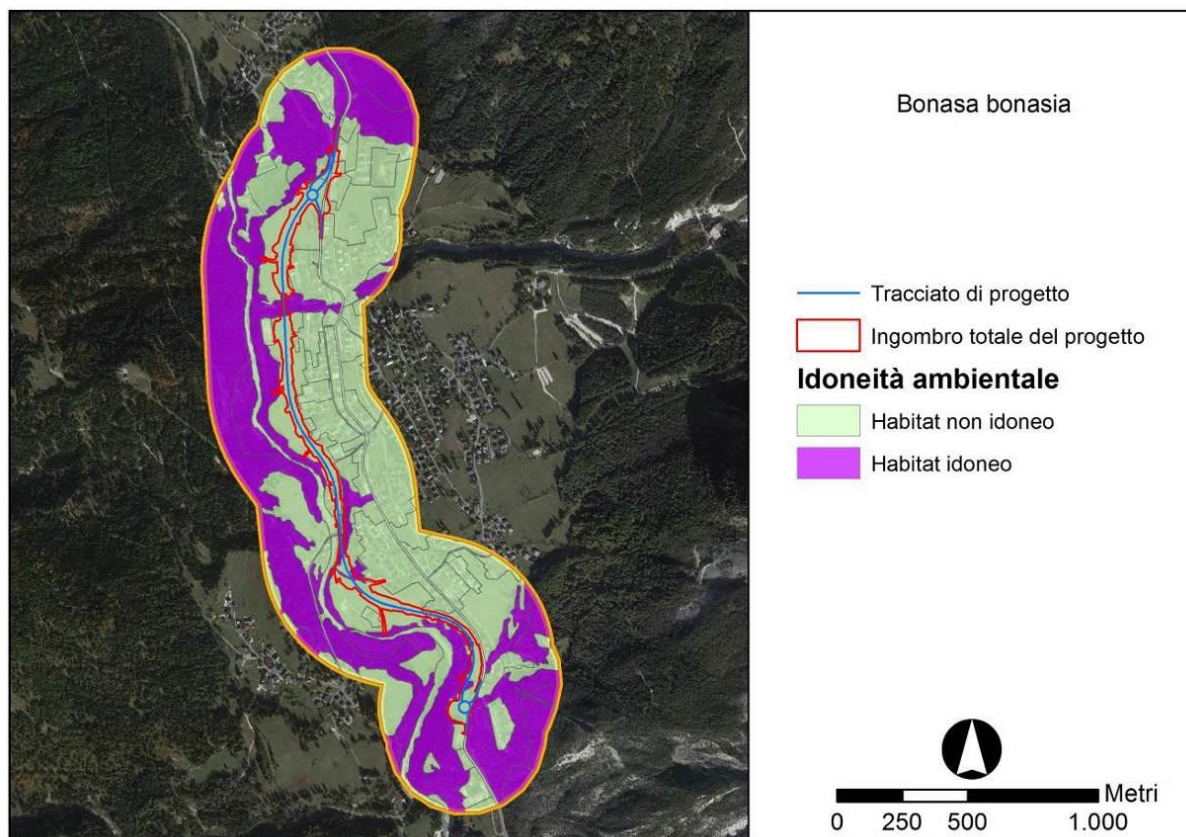 Bonasa bonasia
Tracciato di progetto
Ingombro totale del progetto
Idoneità ambientale
Habitat non idoneo
Habitat idoneo
Metri
0 250 500 1.000